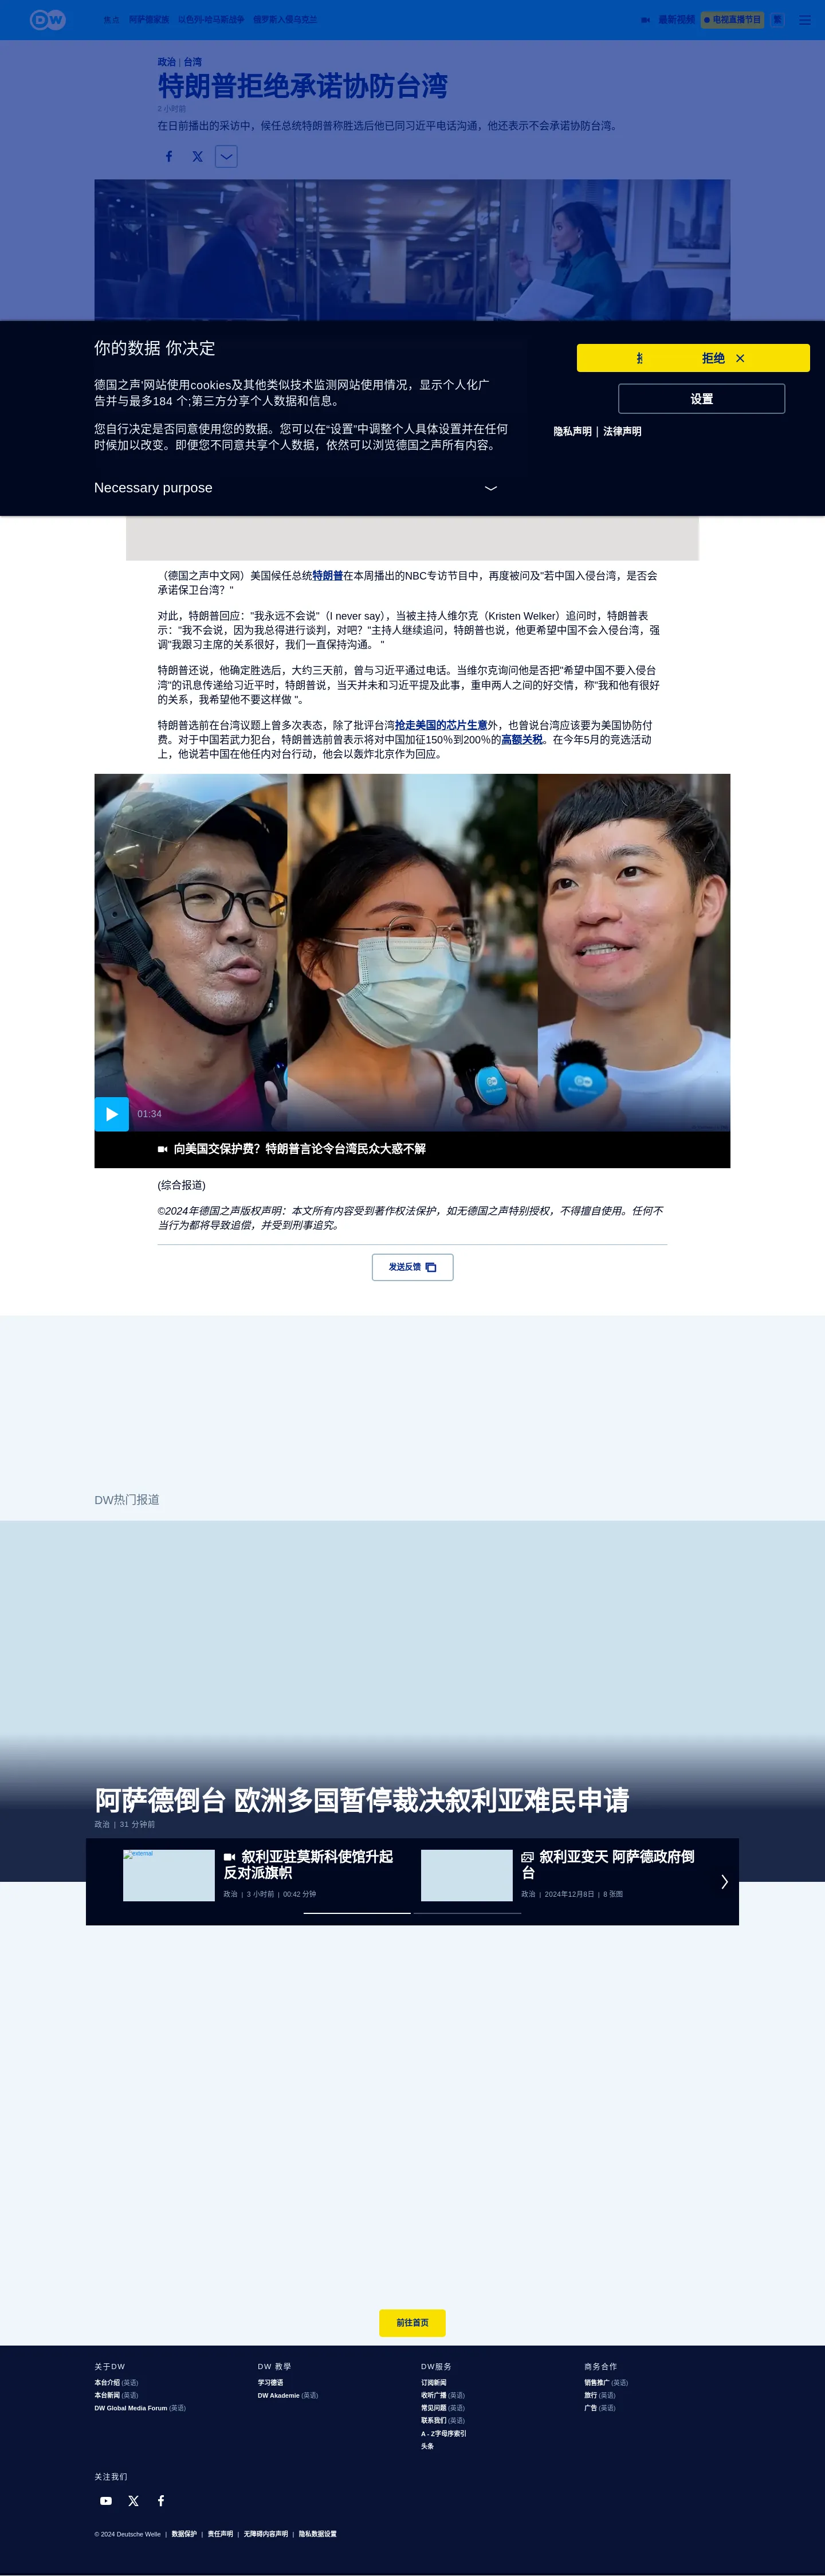 DW
焦点 阿萨德家族 以色列-哈马斯战争 俄罗斯入侵乌克兰
最新视频 电视直播节目 繁
政治 | 台湾
特朗普拒绝承诺协防台湾
2 小时前
在日前播出的采访中，候任总统特朗普称胜选后他已同习近平电话沟通，他还表示不会承诺协防台湾。
你的数据 你决定
德国之声'网站使用cookies及其他类似技术监测网站使用情况，显示个人化广
告并与最多184 个;第三方分享个人数据和信息。
您自行决定是否同意使用您的数据。您可以在“设置”中调整个人具体设置并在任何
时候加以改变。即便您不同意共享个人数据，依然可以浏览德国之声所有内容。
Necessary purpose
拒绝
设置
隐私声明 | 法律声明
（德国之声中文网）美国候任总统特朗普在本周播出的NBC专访节目中，再度被问及"若中国入侵台湾，是否会
承诺保卫台湾？"
对此，特朗普回应："我永远不会说"（I never say），当被主持人维尔克（Kristen Welker）追问时，特朗普表
示："我不会说，因为我总得进行谈判，对吧？"主持人继续追问，特朗普也说，他更希望中国不会入侵台湾，强
调"我跟习主席的关系很好，我们一直保持沟通。 "
特朗普还说，他确定胜选后，大约三天前，曾与习近平通过电话。当维尔克询问他是否把"希望中国不要入侵台
湾"的讯息传递给习近平时，特朗普说，当天并未和习近平提及此事，重申两人之间的好交情，称"我和他有很好
的关系，我希望他不要这样做 "。
特朗普选前在台湾议题上曾多次表态，除了批评台湾抢走美国的芯片生意外，也曾说台湾应该要为美国协防付
费。对于中国若武力犯台，特朗普选前曾表示将对中国加征150%到200%的高额关税。在今年5月的竞选活动
上，他说若中国在他任内对台行动，他会以轰炸北京作为回应。
01:34
向美国交保护费？特朗普言论令台湾民众大惑不解
(综合报道)
©2024年德国之声版权声明：本文所有内容受到著作权法保护，如无德国之声特别授权，不得擅自使用。任何不
当行为都将导致追偿，并受到刑事追究。
发送反馈
DW热门报道
阿萨德倒台 欧洲多国暂停裁决叙利亚难民申请
政治 | 31 分钟前
external
叙利亚驻莫斯科使馆升起
反对派旗帜
政治 | 3 小时前 | 00:42 分钟
叙利亚变天 阿萨德政府倒
台
政治 | 2024年12月8日 | 8 张图
前往首页
关于DW
本台介绍 (英语)
本台新闻 (英语)
DW Global Media Forum (英语)
DW 教學
学习德语
DW Akademie (英语)
DW服务
订阅新闻
收听广播 (英语)
常见问题 (英语)
联系我们 (英语)
A - Z字母序索引
头条
商务合作
销售推广 (英语)
旅行 (英语)
广告 (英语)
关注我们
© 2024 Deutsche Welle | 数据保护 | 责任声明 | 无障碍内容声明 | 隐私数据设置